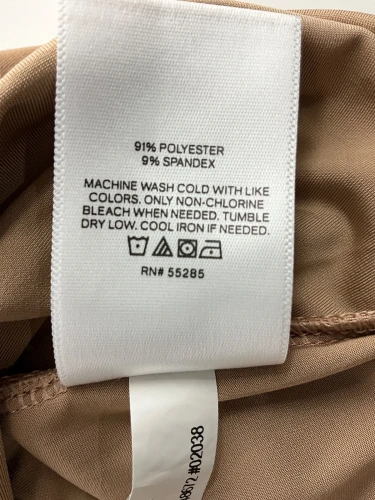 91% POLYESTER
9% SPANDEX
MACHINE WASH COLD WITH LIKE
COLORS. ONLY NON-CHLORINE
BLEACH WHEN NEEDED. TUMBLE
DRY LOW. COOL IRON IF NEEDED.
RN# 55285
#02038